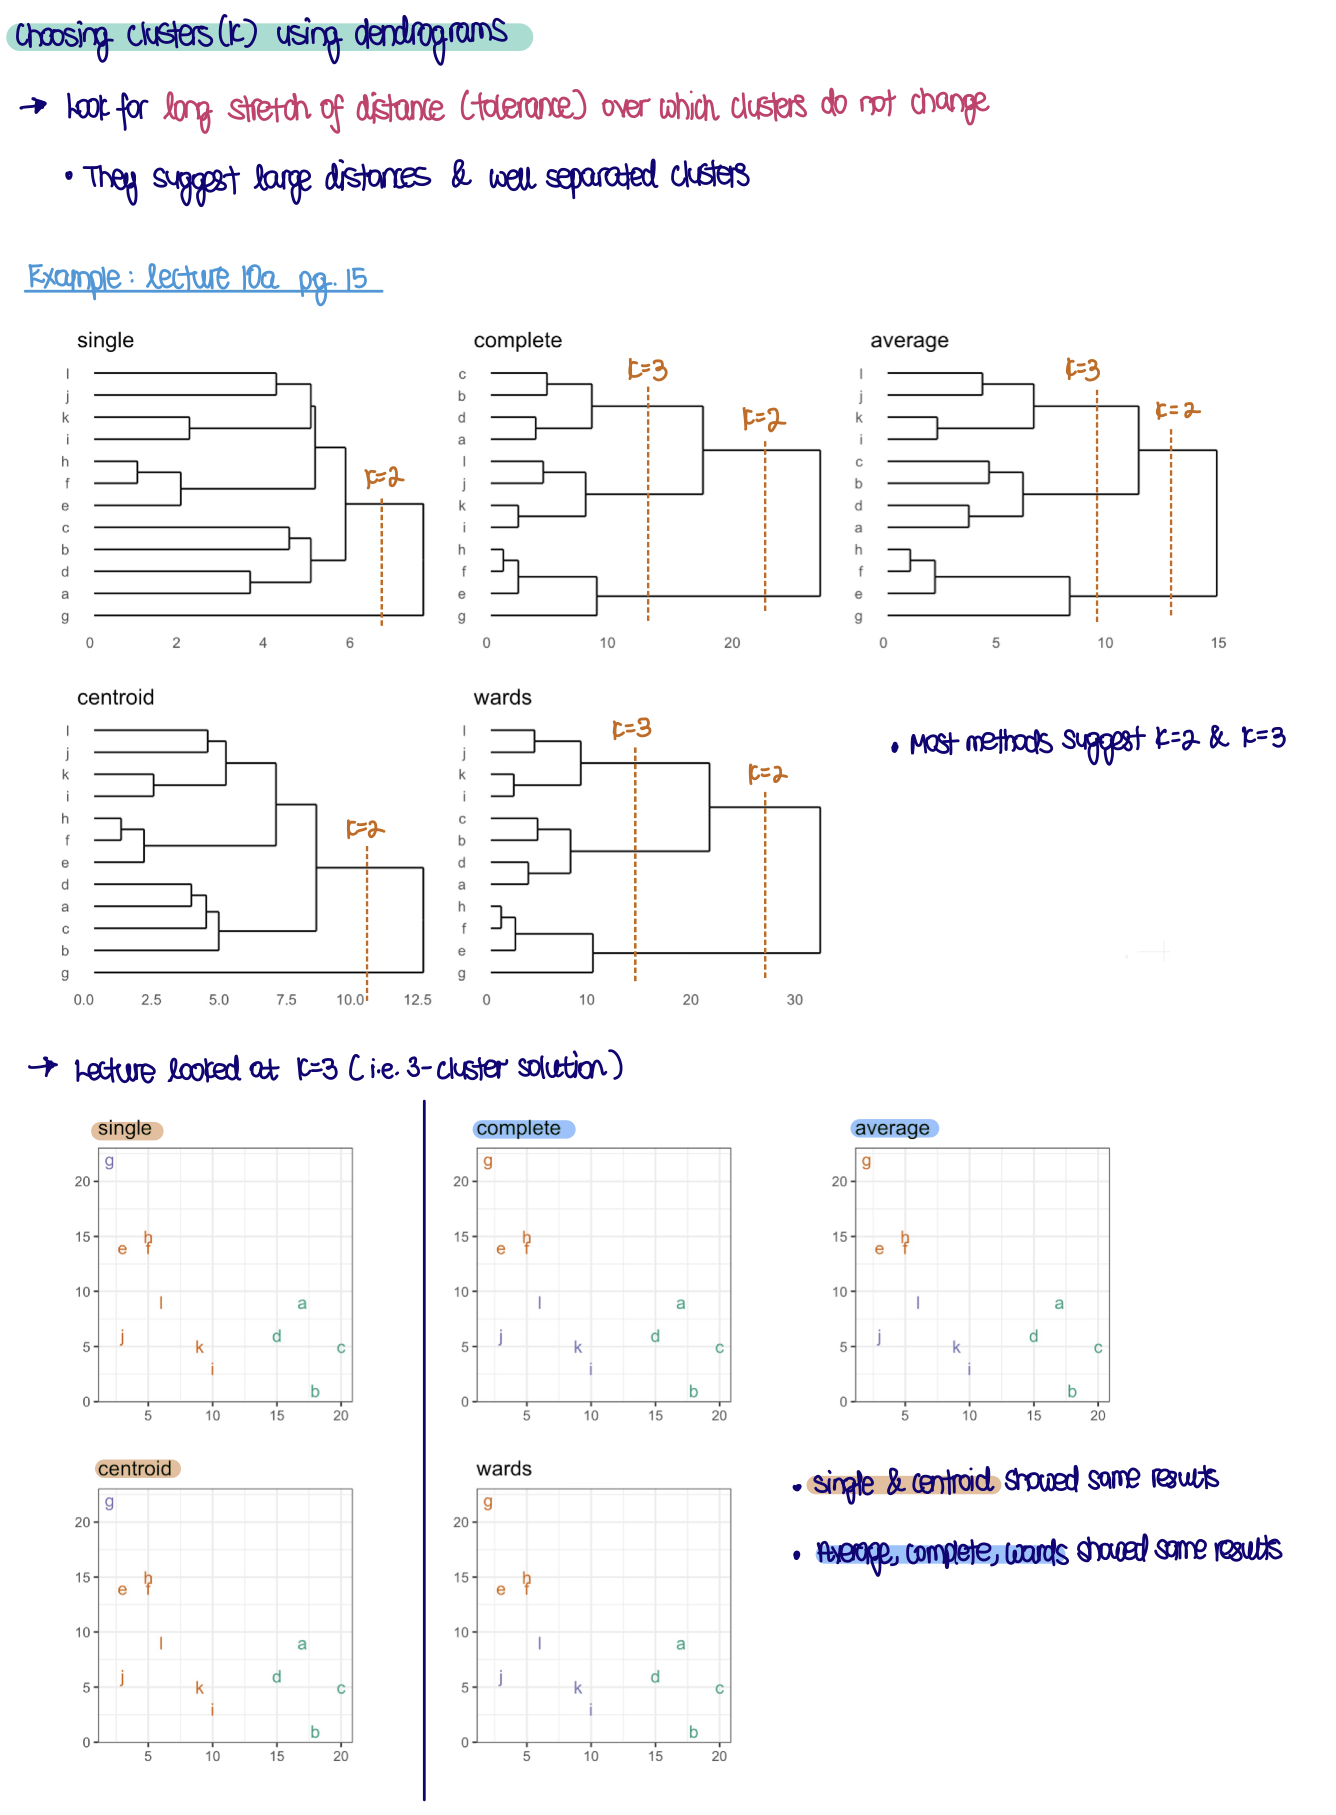 Choosing clusters (K) using dendrograms
→ Look for long stretch of distance (tolerance) over which clusters do not change
• They suggest large distances & well separated clusters
Example: lecture 10a pg. 15
single
l
j
k
i
h
f
e
c
b
d
a
g
K=2
0 2 4 6
complete
c
b
d
a
l
j
k
i
h
f
e
g
K=3
K=2
0 10 20
average
l
j
k
i
c
b
d
a
h
f
e
g
K=3
K=2
0 5 10 15
centroid
l
j
k
i
h
f
e
d
a
c
b
g
K=2
0.0 2.5 5.0 7.5 10.0 12.5
wards
l
j
k
i
c
b
d
a
h
f
e
g
K=3
K=2
0 10 20 30
• Most methods suggest K=2 & K=3
→ Lecture looked at K=3 (i.e. 3-cluster solution)
single
g
20
15 h
e f
10
l a
j d
5 k c
i
b
0
5 10 15 20
complete
g
20
15 h
e f
10
l a
j d
5 k c
i
b
0
5 10 15 20
average
g
20
15 h
e f
10
l a
j d
5 k c
i
b
0
5 10 15 20
centroid
g
20
15 h
e f
10
l a
j d
5 k c
i
b
0
5 10 15 20
wards
g
20
15 h
e f
10
l a
j d
5 k c
i
b
0
5 10 15 20
• single & centroid showed same results
• Average, complete, wards showed same results